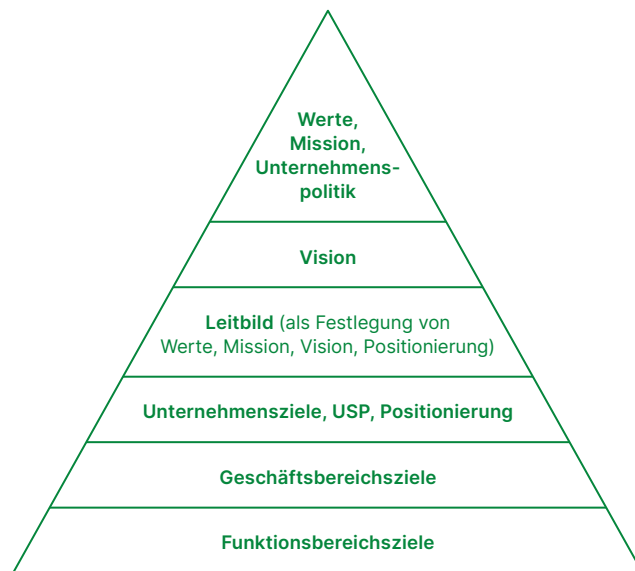 Werte,
Mission,
Unternehmens-
politik
Vision
Leitbild (als Festlegung von
Werte, Mission, Vision, Positionierung)
Unternehmensziele, USP, Positionierung
Geschäftsbereichsziele
Funktionsbereichsziele